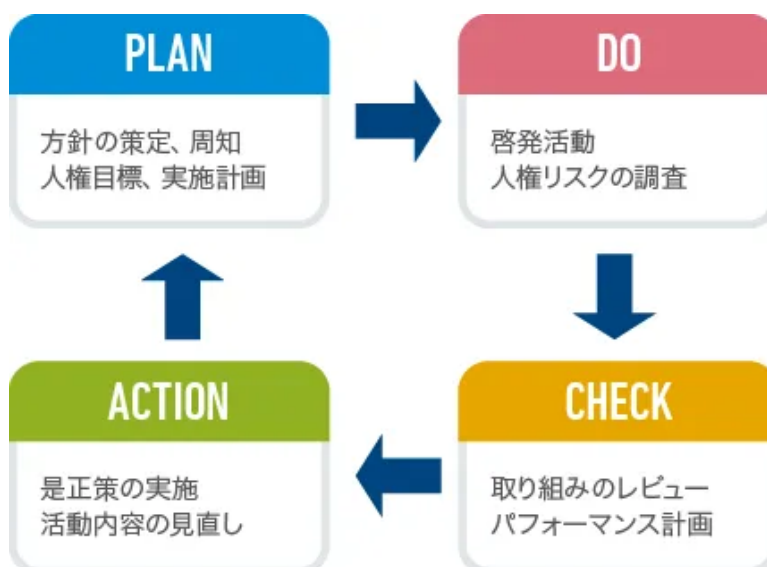 PLAN
方針の策定、周知
人権目標、実施計画
DO
啓発活動
人権リスクの調査
ACTION
是正策の実施
活動内容の見直し
CHECK
取り組みのレビュー
パフォーマンス計画